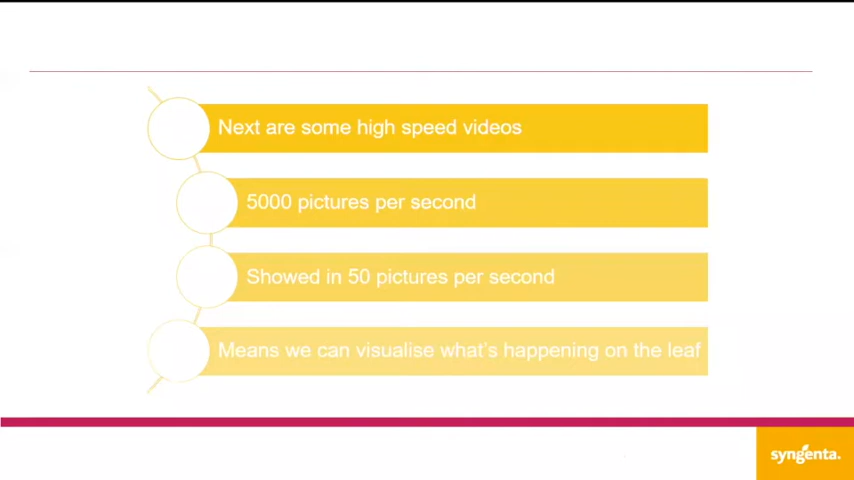 Next are some high speed videos
5000 pictures per second
Showed in 50 pictures per second
Means we can visualise what's happening on the leaf
syngenta.